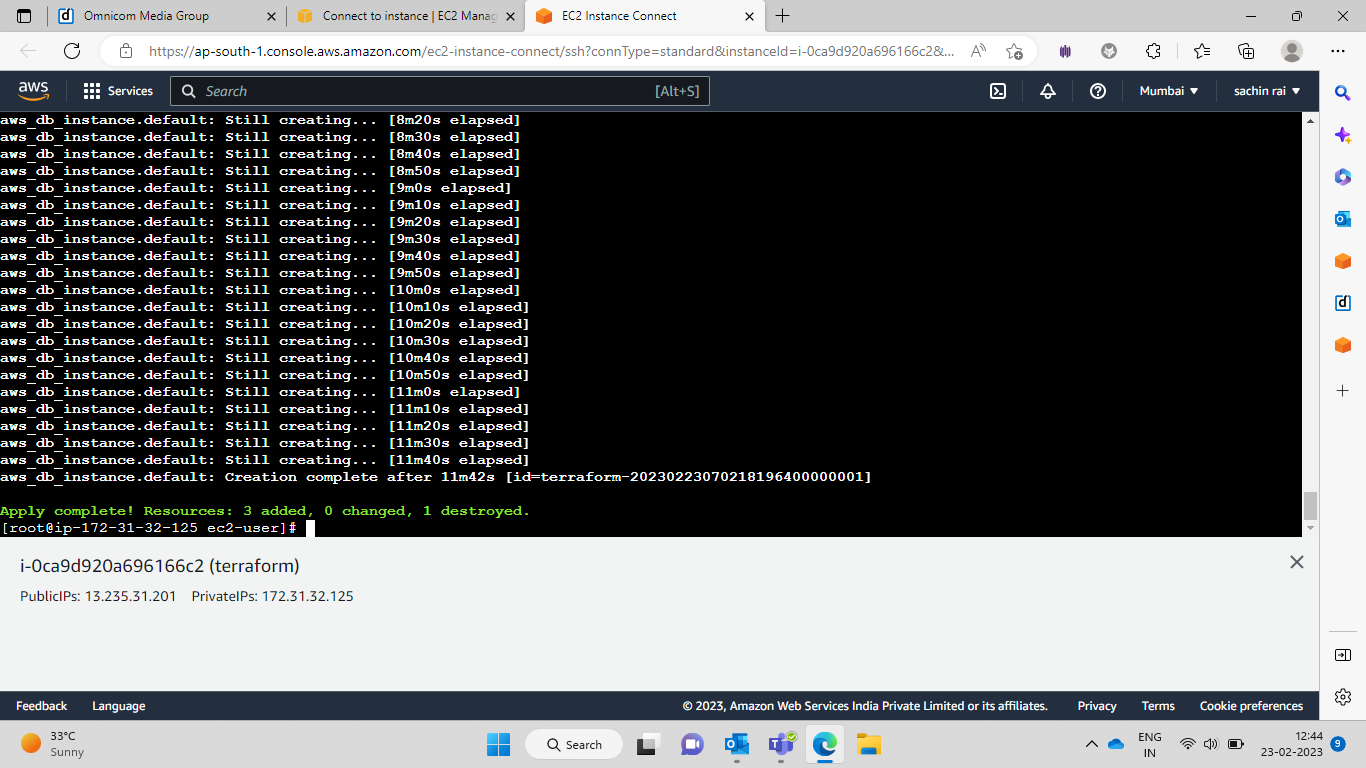 Omnicom Media Group
Connect to instance | EC2 Manag
EC2 Instance Connect
https://ap-south-1.console.aws.amazon.com/ec2-instance-connect/ssh?connType=standard&instanceId=i-0ca9d920a696166c2&...
aws
Services
Search
[Alt+S]
Mumbai
sachin rai
aws_db_instance.default: Still creating... [8m20s elapsed]
aws_db_instance.default: Still creating... [8m30s elapsed]
aws_db_instance.default: Still creating... [8m40s elapsed]
aws_db_instance.default: Still creating... [8m50s elapsed]
aws_db_instance.default: Still creating... [9m0s elapsed]
aws_db_instance.default: Still creating... [9m10s elapsed]
aws_db_instance.default: Still creating... [9m20s elapsed]
aws_db_instance.default: Still creating... [9m30s elapsed]
aws_db_instance.default: Still creating... [9m40s elapsed]
aws_db_instance.default: Still creating... [9m50s elapsed]
aws_db_instance.default: Still creating... [10m0s elapsed]
aws_db_instance.default: Still creating... [10m10s elapsed]
aws_db_instance.default: Still creating... [10m20s elapsed]
aws_db_instance.default: Still creating... [10m30s elapsed]
aws_db_instance.default: Still creating... [10m40s elapsed]
aws_db_instance.default: Still creating... [10m50s elapsed]
aws_db_instance.default: Still creating... [11m0s elapsed]
aws_db_instance.default: Still creating... [11m10s elapsed]
aws_db_instance.default: Still creating... [11m20s elapsed]
aws_db_instance.default: Still creating... [11m30s elapsed]
aws_db_instance.default: Still creating... [11m40s elapsed]
aws_db_instance.default: Creation complete after 11m42s [id=terraform-20230223070218196400000001]
Apply complete! Resources: 3 added, 0 changed, 1 destroyed.
[root@ip-172-31-32-125 ec2-user]#
i-0ca9d920a696166c2 (terraform)
PublicIPs: 13.235.31.201 PrivateIPs: 172.31.32.125
Feedback
Language
© 2023, Amazon Web Services India Private Limited or its affiliates.
Privacy
Terms
Cookie preferences
33°C
Sunny
Search
ENG
IN
12:44
23-02-2023
9